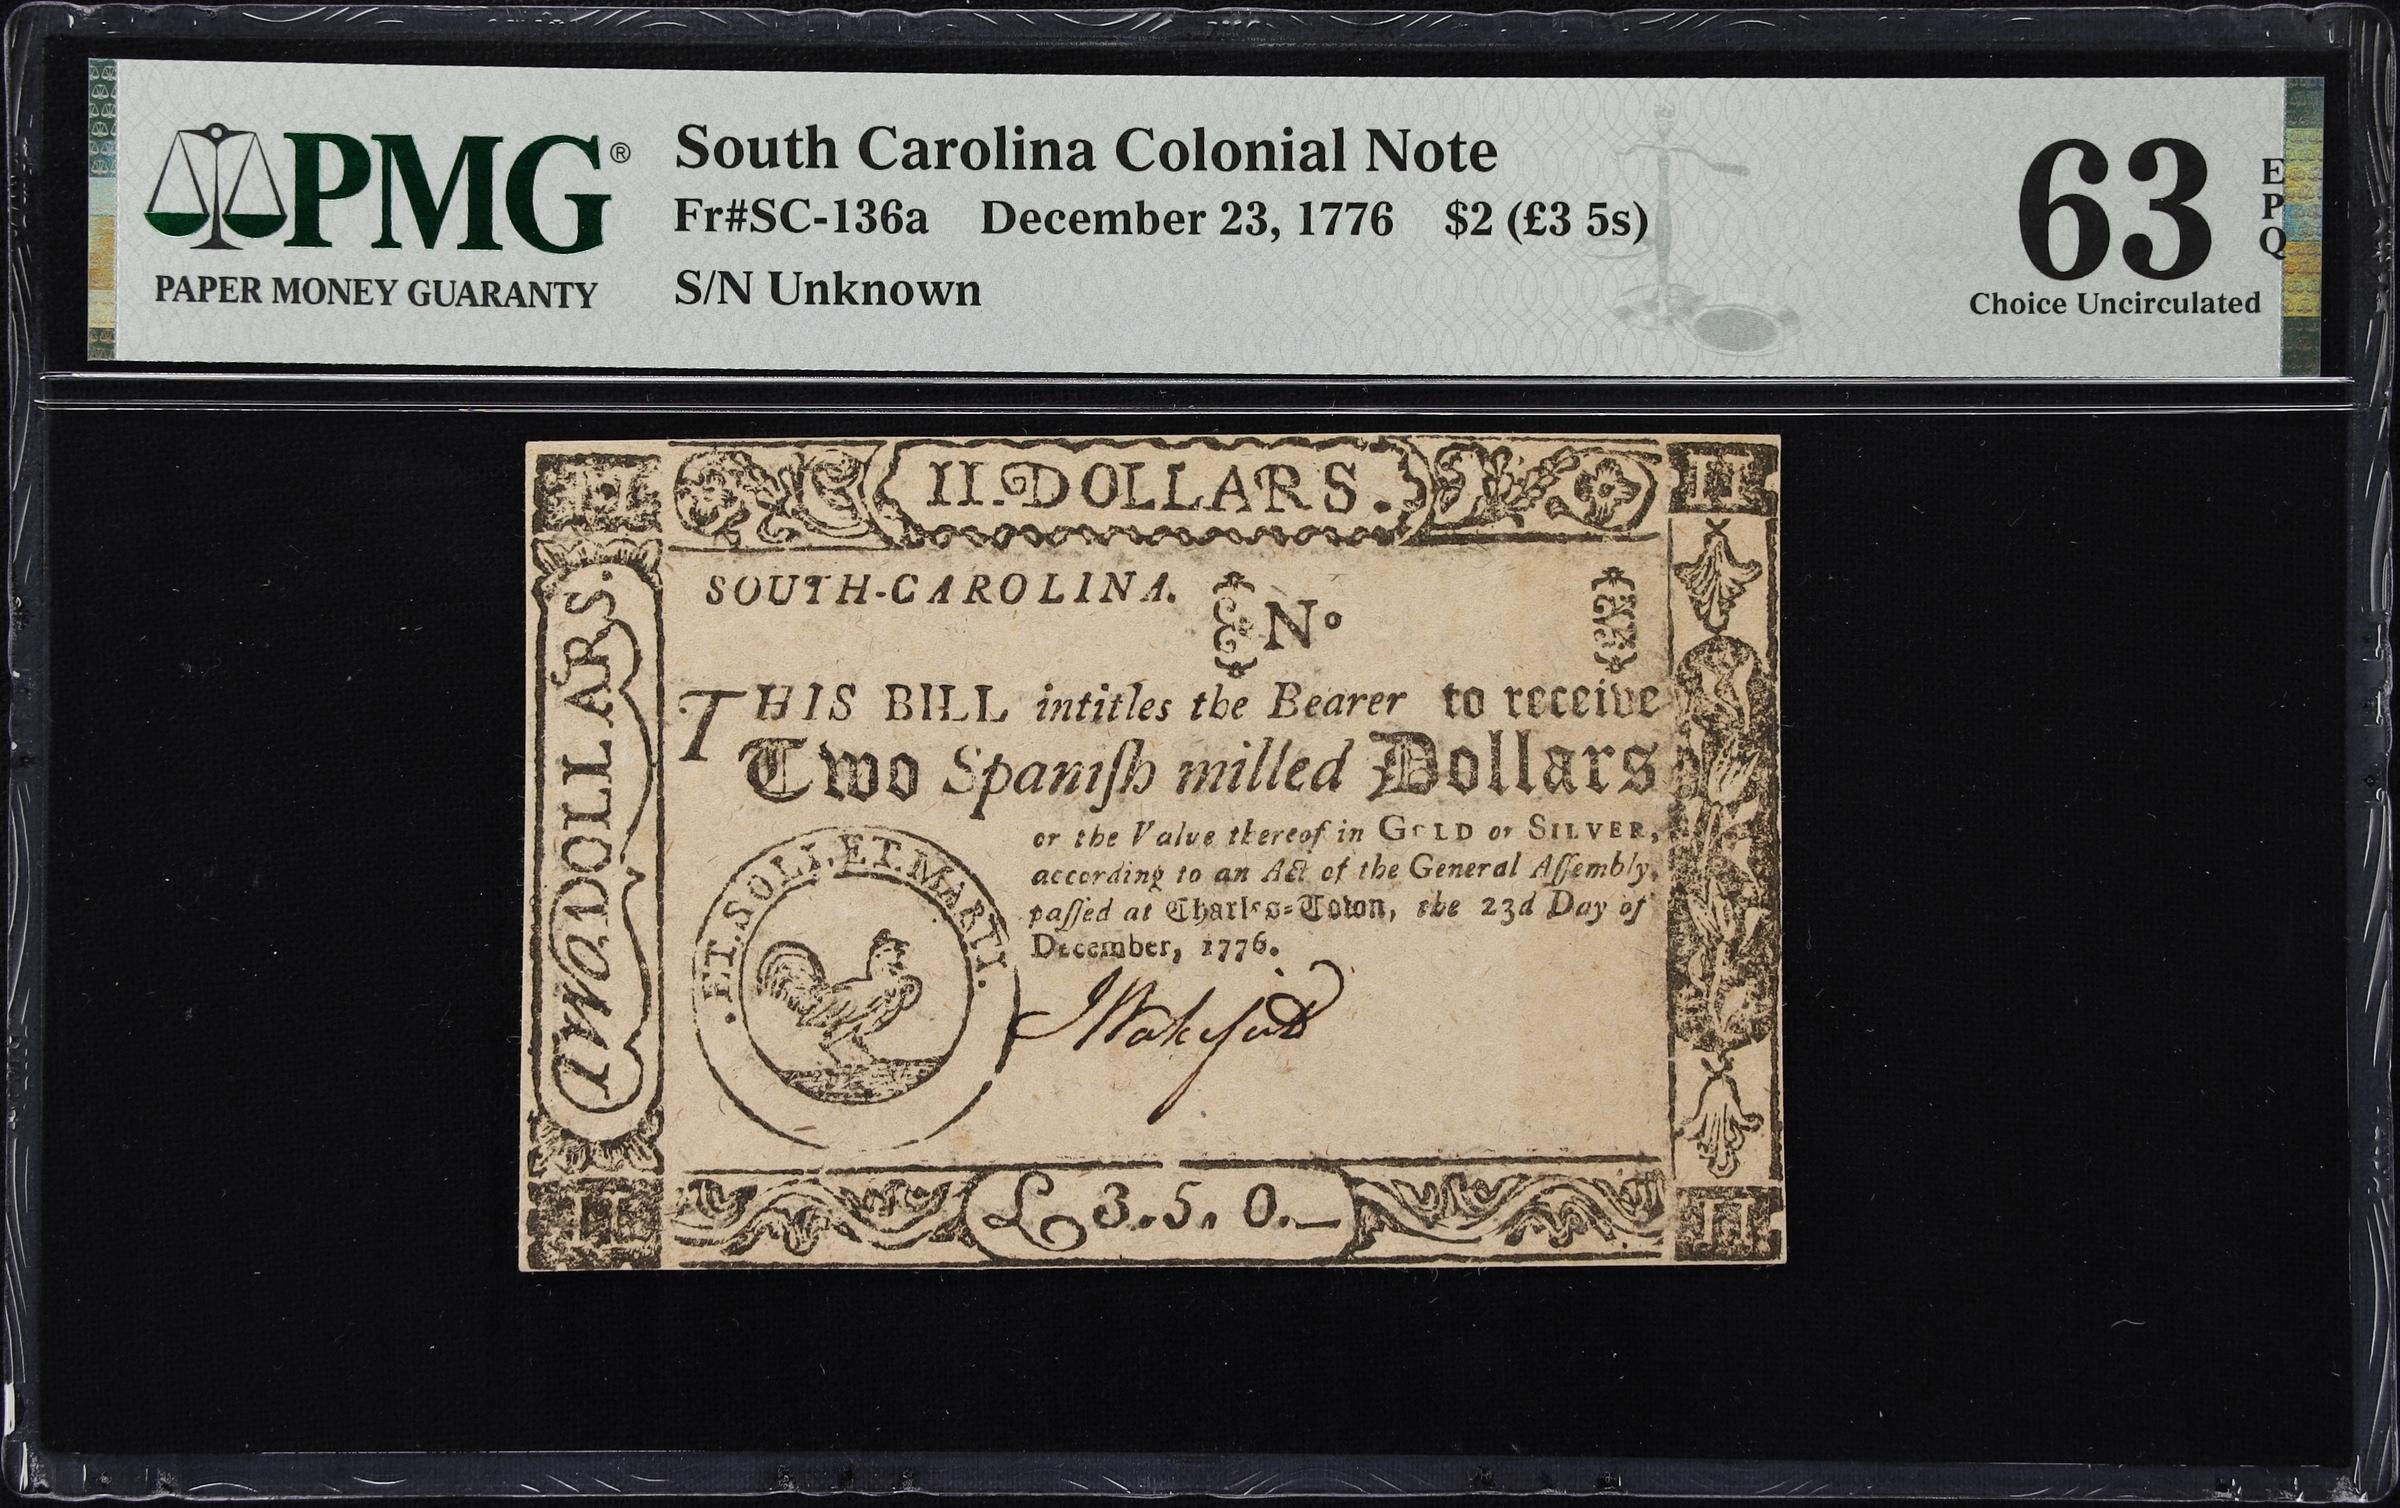 PMG®
PAPER MONEY GUARANTY
South Carolina Colonial Note
Fr#SC-136a December 23, 1776 $2 (£3 5s)
S/N Unknown
63
EPQ
Choice Uncirculated
II
II. DOLLARS.
II
TWO DOLLARS.
SOUTH-CAROLINA.
No
THIS BILL intitles the Bearer to receive
Two Spaniſh milled Dollars
or the Value thereof in GOLD or SILVER,
according to an Act of the General Aſſembly,
paſſed at Charles-Town, the 23d Day of
December, 1776.
.ET.SOLI.ET.MARTI.
JWakefield
II
£3.5.0.—
II